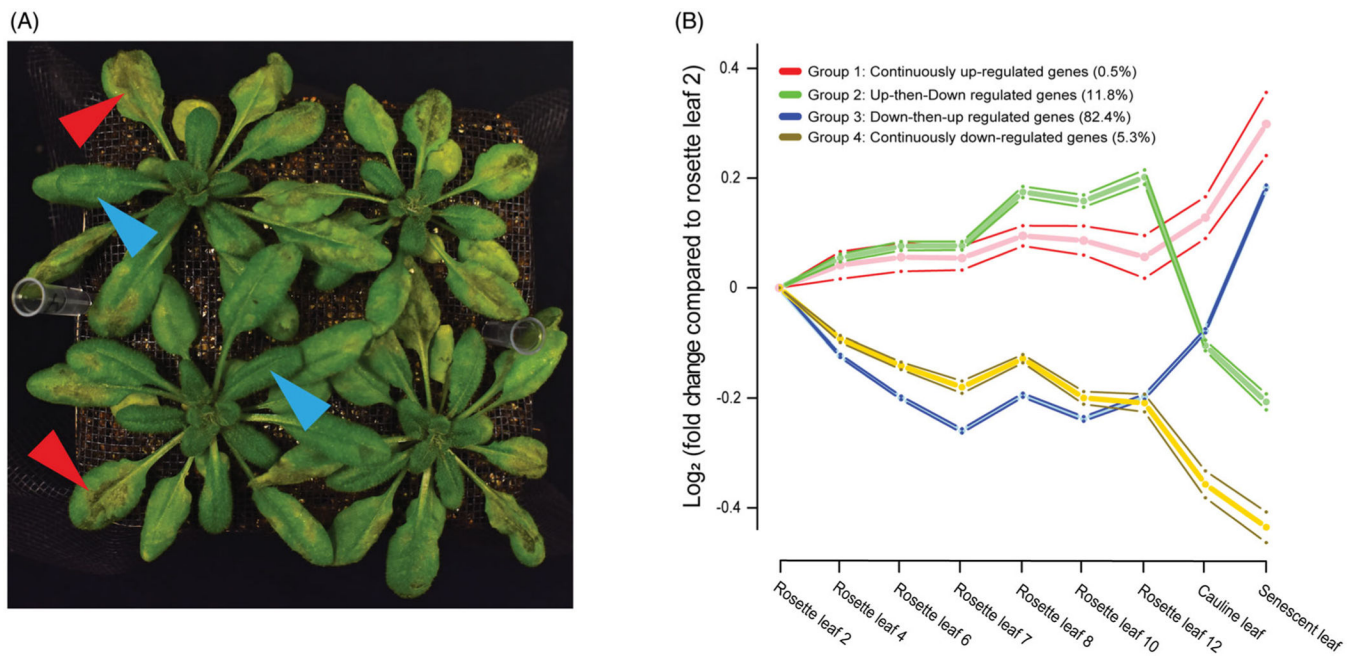 (A)
(B)
Log₂ (fold change compared to rosette leaf 2)
0.4
0.2
0
-0.2
-0.4
Group 1: Continuously up-regulated genes (0.5%)
Group 2: Up-then-Down regulated genes (11.8%)
Group 3: Down-then-up regulated genes (82.4%)
Group 4: Continuously down-regulated genes (5.3%)
Rosette leaf 2
Rosette leaf 4
Rosette leaf 6
Rosette leaf 7
Rosette leaf 8
Rosette leaf 10
Rosette leaf 12
Cauline leaf
Senescent leaf